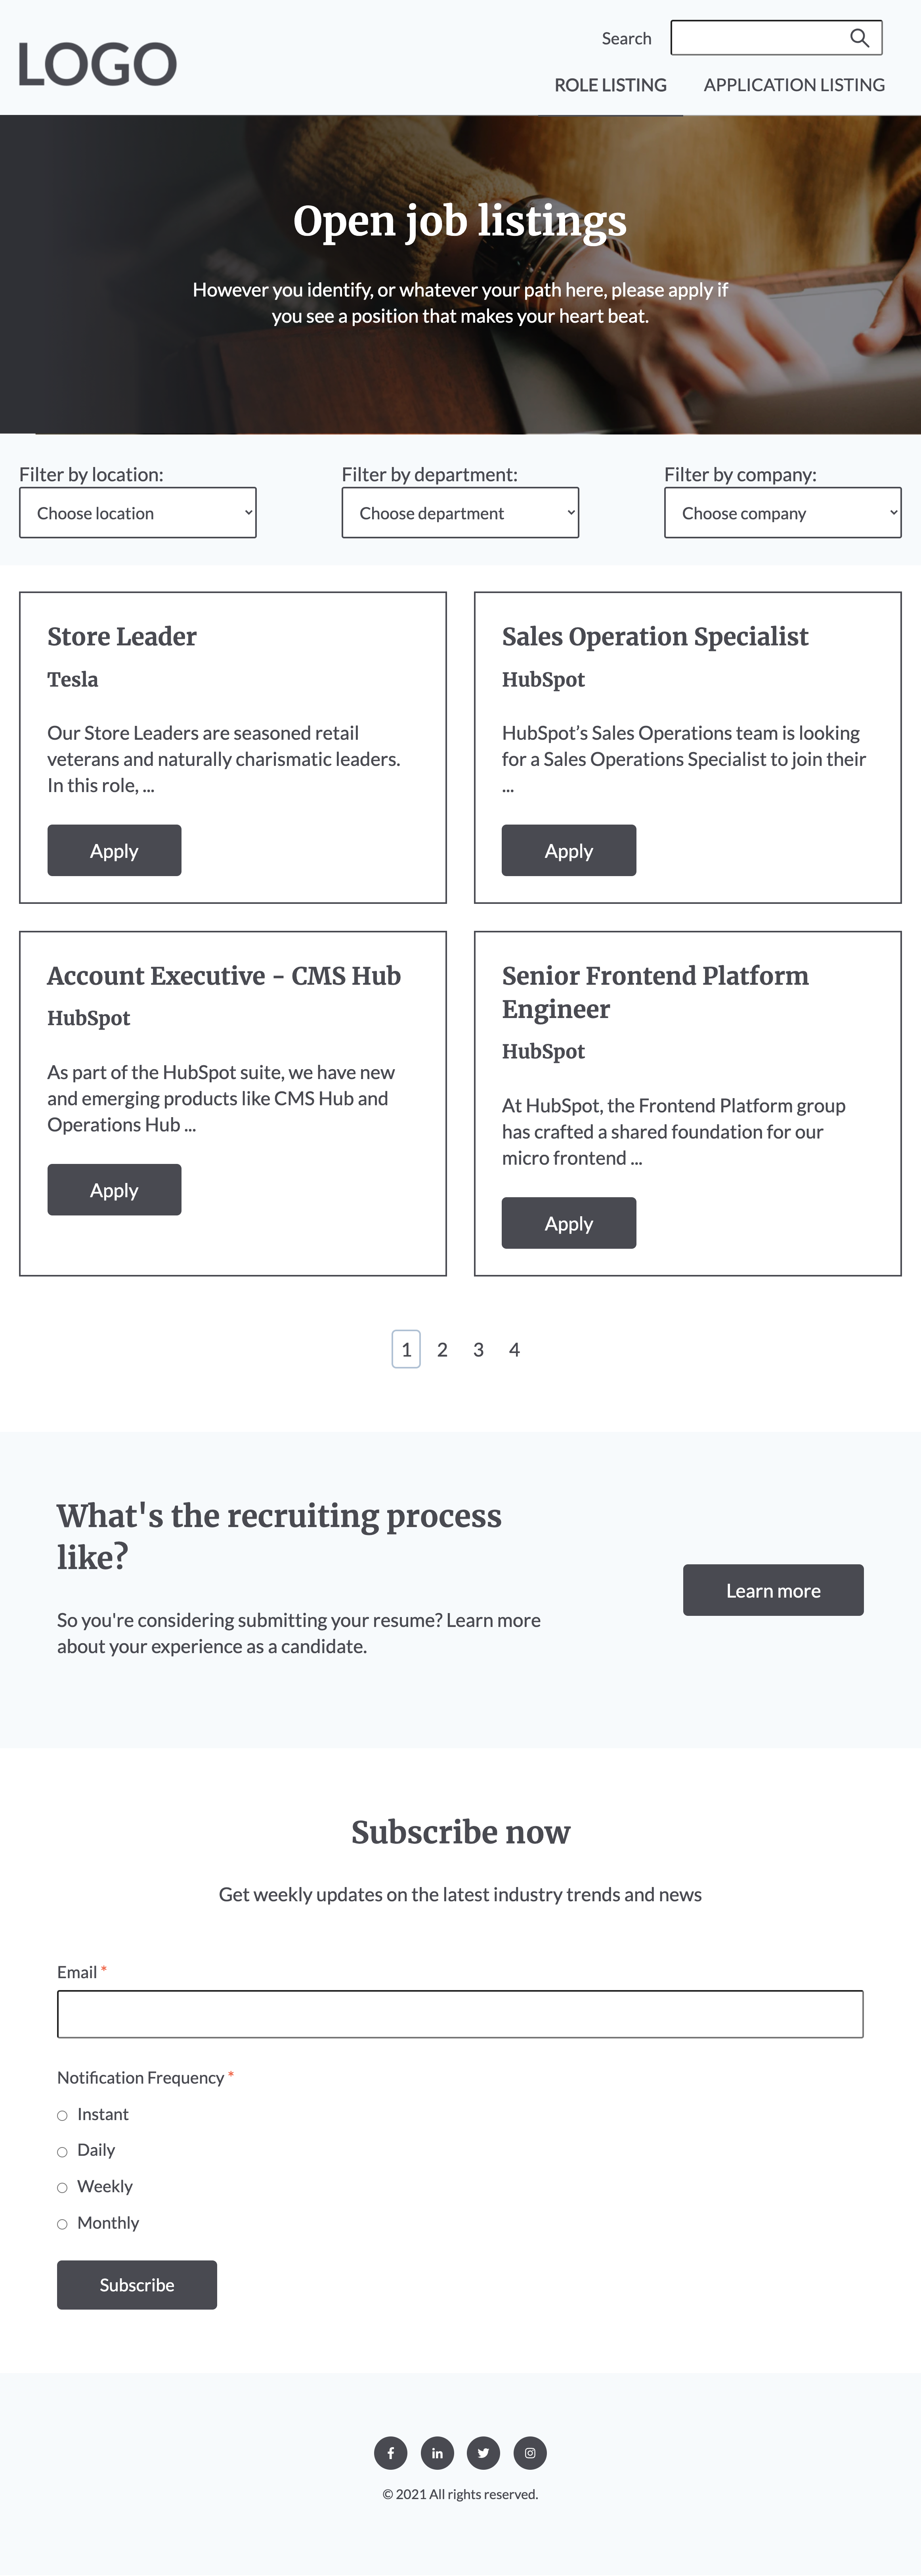 LOGO
Search
ROLE LISTING
APPLICATION LISTING
Open job listings
However you identify, or whatever your path here, please apply if
you see a position that makes your heart beat.
Filter by location:
Choose location
Filter by department:
Choose department
Filter by company:
Choose company
Store Leader
Tesla
Our Store Leaders are seasoned retail
veterans and naturally charismatic leaders.
In this role, ...
Apply
Sales Operation Specialist
HubSpot
HubSpot’s Sales Operations team is looking
for a Sales Operations Specialist to join their
...
Apply
Account Executive - CMS Hub
HubSpot
As part of the HubSpot suite, we have new
and emerging products like CMS Hub and
Operations Hub ...
Apply
Senior Frontend Platform
Engineer
HubSpot
At HubSpot, the Frontend Platform group
has crafted a shared foundation for our
micro frontend ...
Apply
1 2 3 4
What's the recruiting process
like?
So you're considering submitting your resume? Learn more
about your experience as a candidate.
Learn more
Subscribe now
Get weekly updates on the latest industry trends and news
Email *
Notification Frequency *
Instant
Daily
Weekly
Monthly
Subscribe
© 2021 All rights reserved.